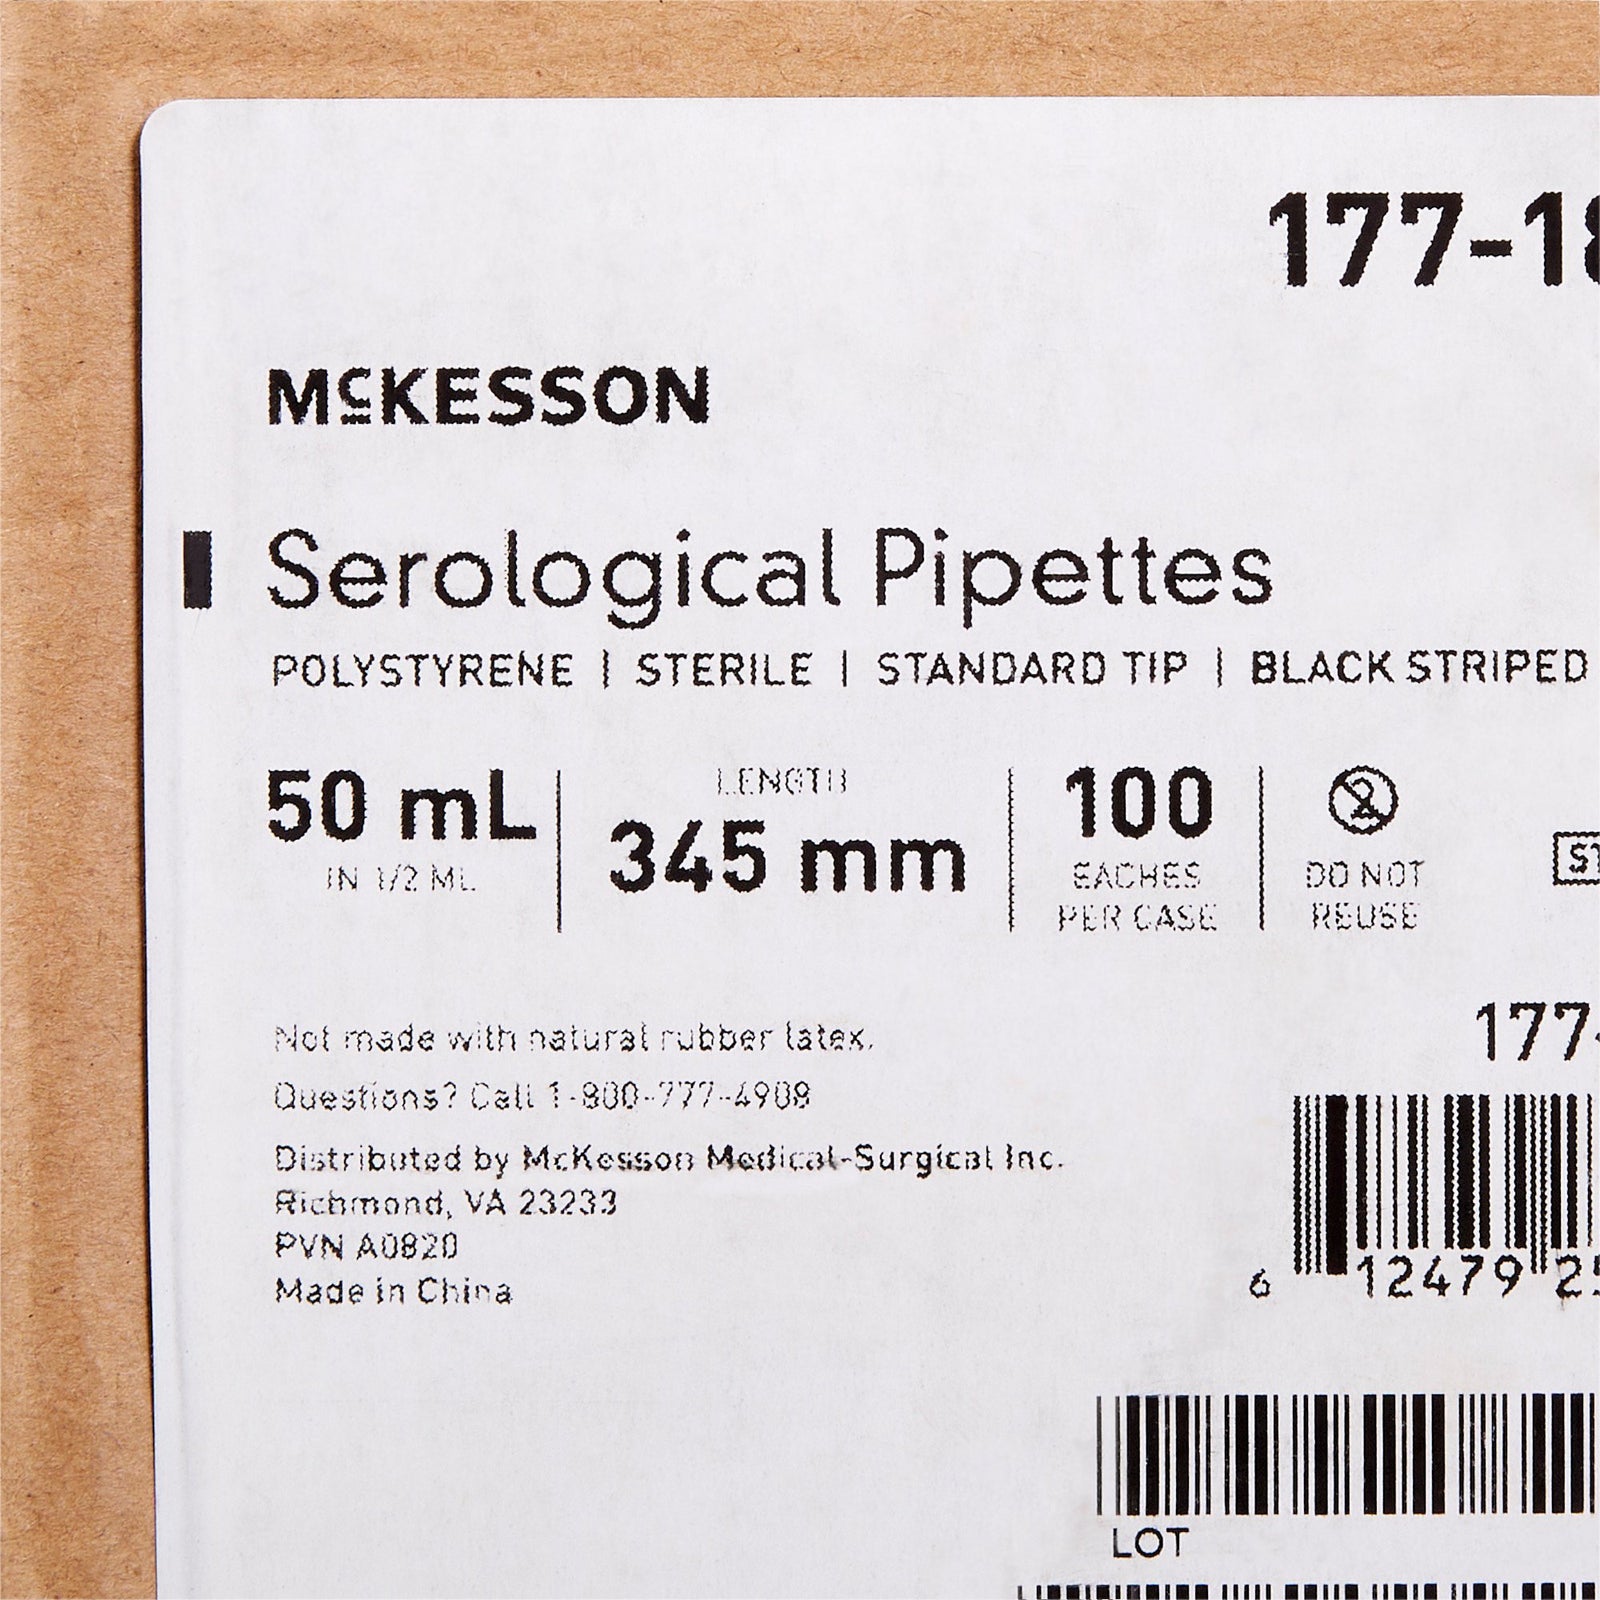 177-18
McKESSON
Serological Pipettes
POLYSTYRENE | STERILE | STANDARD TIP | BLACK STRIPED
50 mL
IN 1/2 ML
LENGTH
345 mm
100
EACHES
PER CASE
2
DO NOT
REUSE
ST
177-
Not made with natural rubber latex.
Questions? Call 1-800-777-4908
Distributed by McKesson Medical-Surgical Inc.
Richmond, VA 23233
PVN A0820
Made in China
6 12479 25
LOT